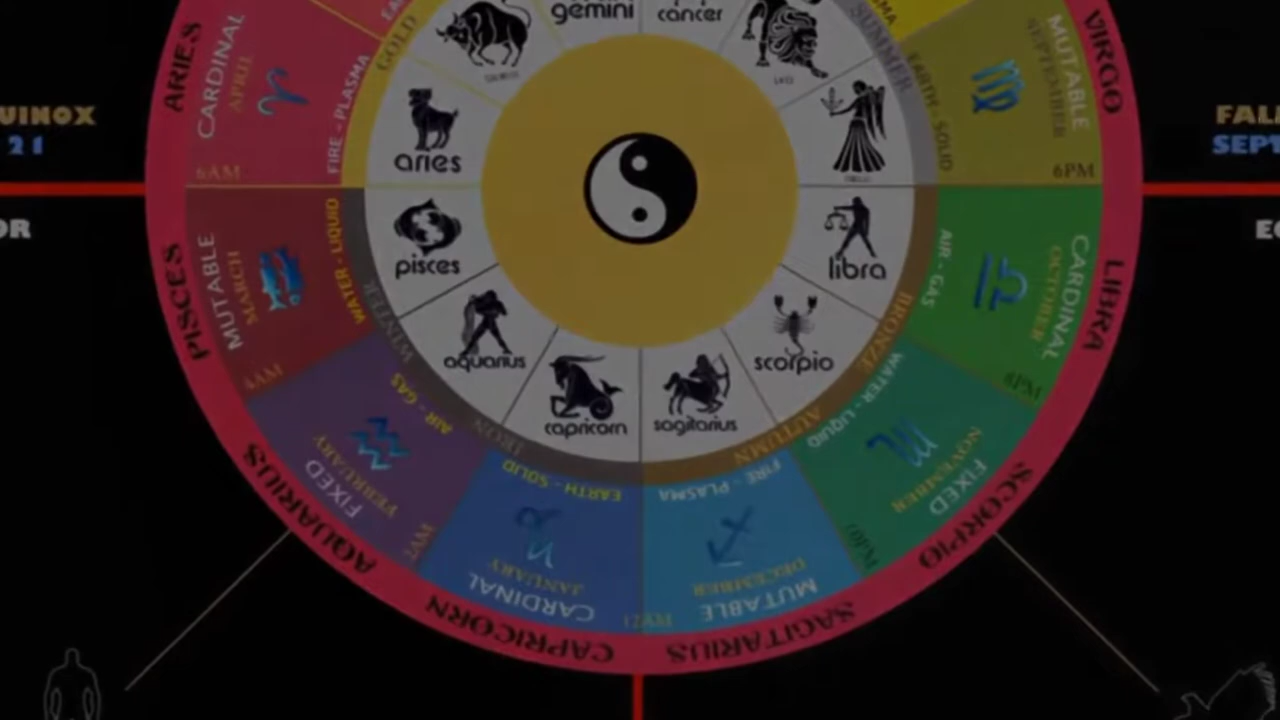 gemini
cancer
GOLD
SUMMER
ARIES
CARDINAL
APRIL
FIRE - PLASMA
6AM
aries
VIRGO
MUTABLE
SEPTEMBER
EARTH - SOLID
6PM
UINOX
21
FALL
SEPT
OR
PISCES
MUTABLE
MARCH
WATER - LIQUID
4AM
WINTER
pisces
libra
AIR - GAS
CARDINAL
OCTOBER
LIBRA
8PM
BRONZE
aquarius
scorpio
capricorn
sagitarius
AQUARIUS
FIXED
FEBRUARY
AIR - GAS
2AM
IRON
AUTUMN
WATER - LIQUID
NOVEMBER
FIXED
SCORPIO
10PM
EARTH - SOLID
JANUARY
CARDINAL
CAPRICORN
12AM
FIRE - PLASMA
DECEMBER
MUTABLE
SAGITARIUS